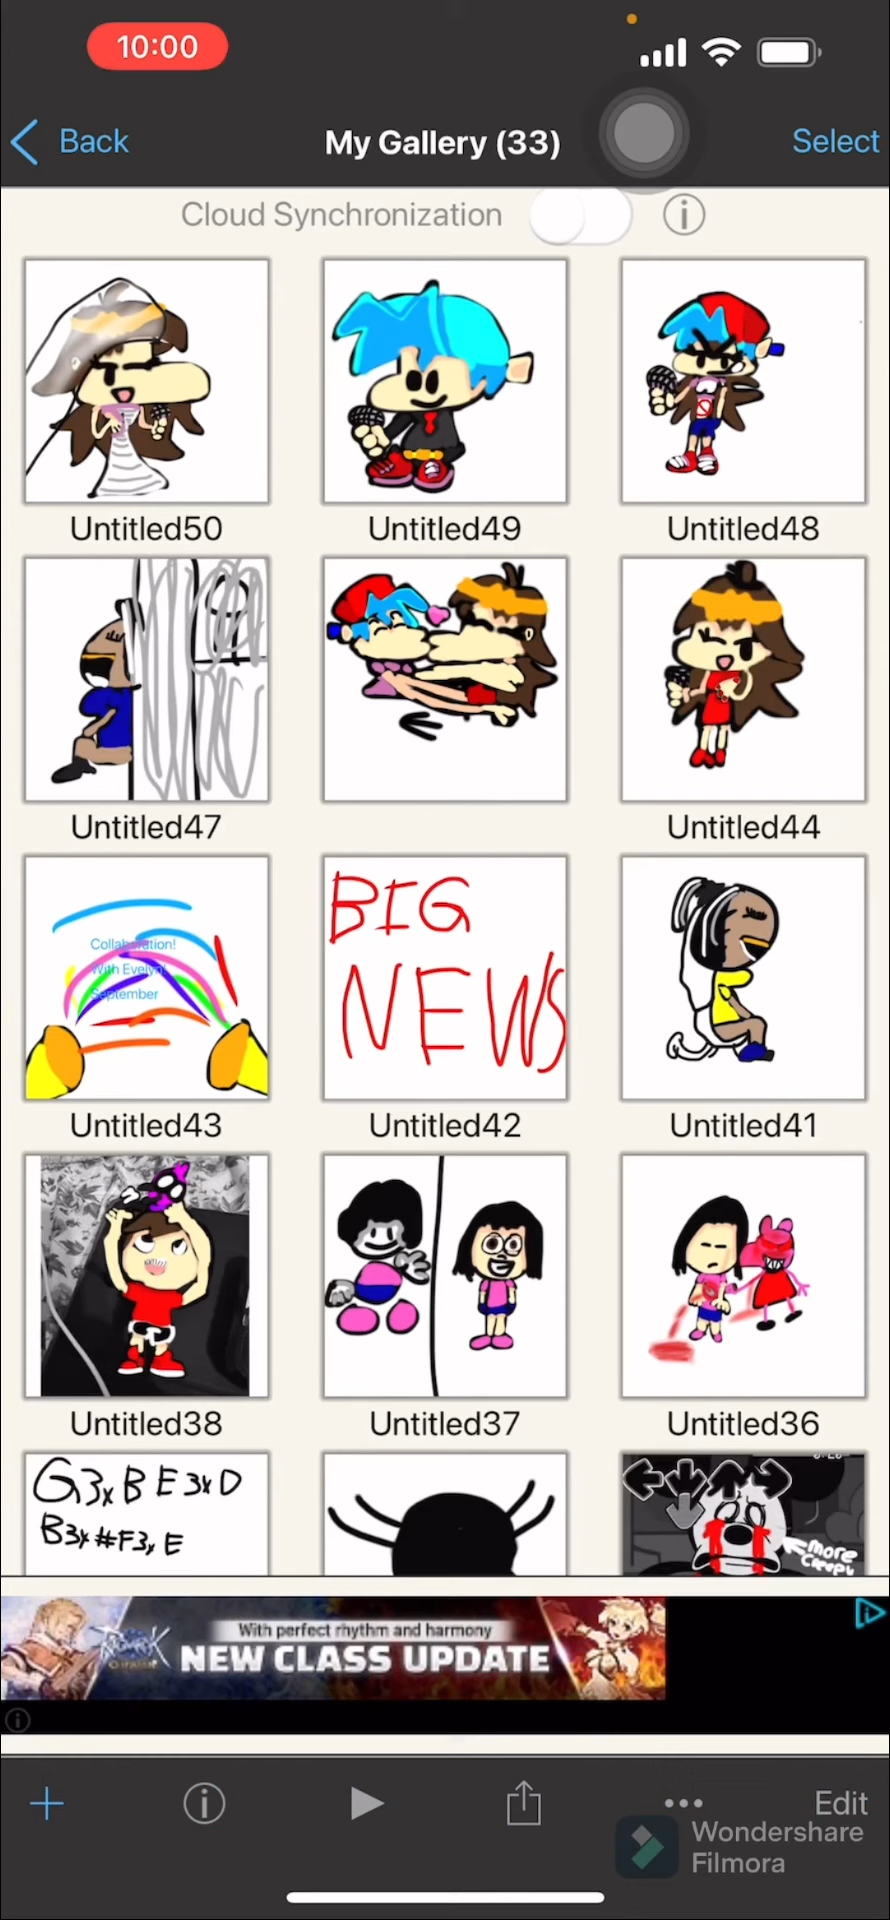 10:00
Back
My Gallery (33)
Select
Cloud Synchronization
Untitled50
Untitled49
Untitled48
Untitled47
Untitled44
Collaboration!
With Evelyn!
September
BIG
NEWS
Untitled43
Untitled42
Untitled41
Untitled38
Untitled37
Untitled36
G3x B E 3x D
B3x #F3x E
more
creepy
With perfect rhythm and harmony
NEW CLASS UPDATE
Edit
Wondershare
Filmora